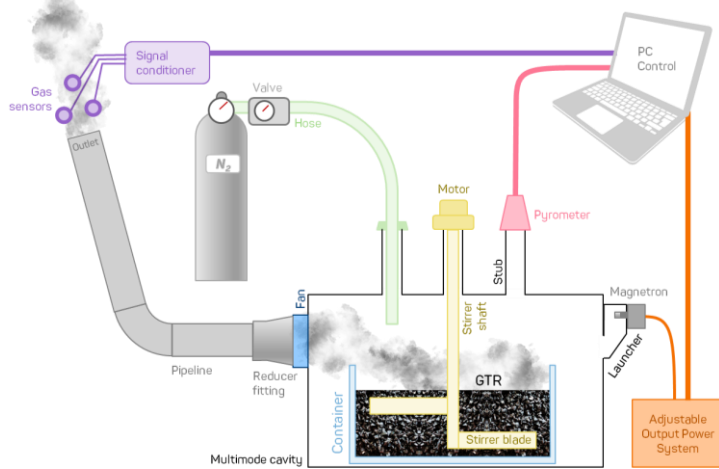 Signal
conditioner
PC
Control
Gas
sensors
Valve
Hose
Outlet
N2
Motor
Pyrometer
Stub
Magnetron
Fan
Stirrer
shaft
Launcher
Pipeline
Reducer
fitting
GTR
Container
Stirrer blade
Adjustable
Output Power
System
Multimode cavity